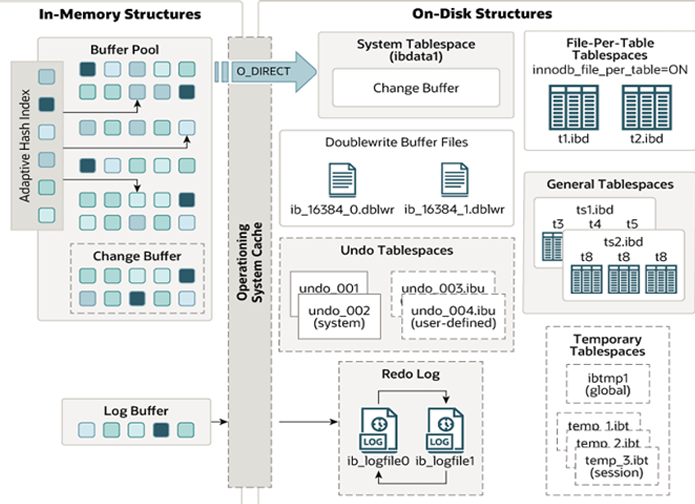 In-Memory Structures
On-Disk Structures
Buffer Pool
Adaptive Hash Index
Change Buffer
Log Buffer
Operationing
System Cache
O_DIRECT
System Tablespace
(ibdata1)
Change Buffer
Doublewrite Buffer Files
ib_16384_0.dblwr
ib_16384_1.dblwr
Undo Tablespaces
undo_001
undo_002
(system)
undo_003.ibu
undo_004.ibu
(user-defined)
Redo Log
LOG
LOG
ib_logfile0
ib_logfile1
File-Per-Table
Tablespaces
innodb_file_per_table=ON
t1.ibd
t2.ibd
General Tablespaces
ts1.ibd
t3
t4
t5
ts2.ibd
t8
t8
t8
Temporary
Tablespaces
ibtmp1
(global)
temp_1.ibt
temp_2.ibt
temp_3.ibt
(session)